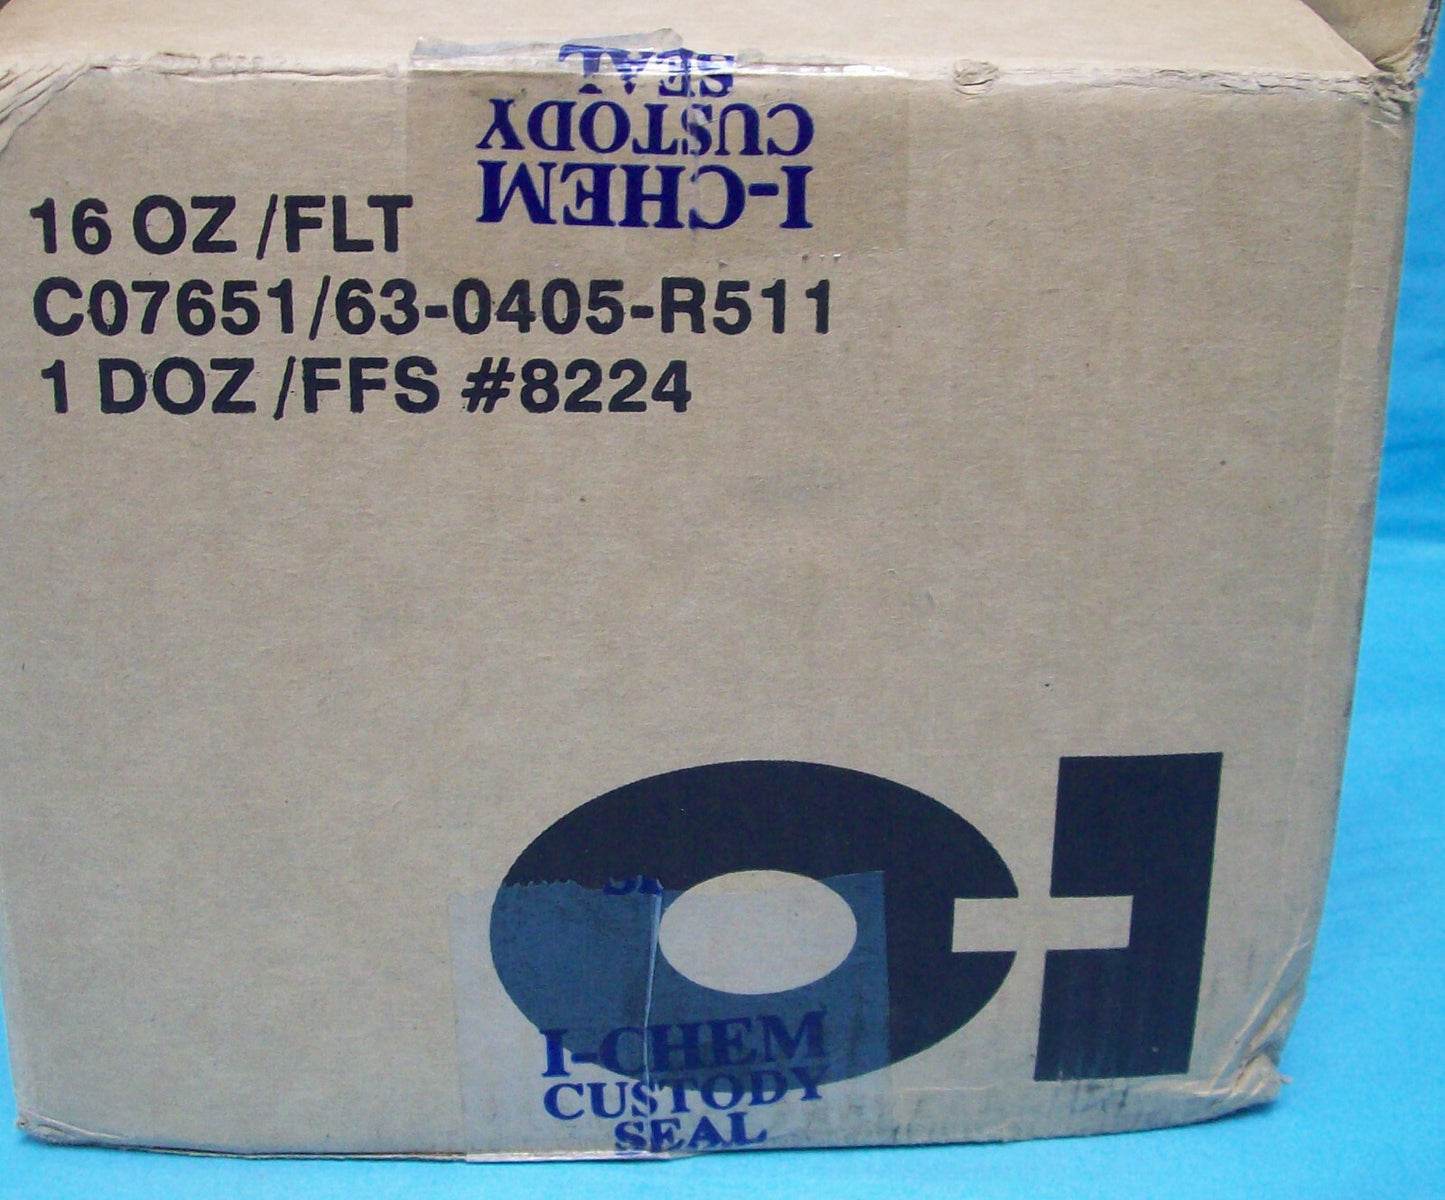 I-CHEM
CUSTODY
SEAL
16 OZ /FLT
C07651/63-0405-R511
1 DOZ /FFS #8224
I-CHEM
CUSTODY
SEAL